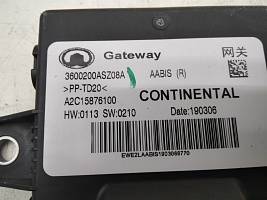 Gateway 网关
3600200ASZ08A AABIS (R)
>PP-TD20<
A2C15876100 CONTINENTAL
HW:0113 SW:0210 Date:190306
EWE2LAABIS1903066770